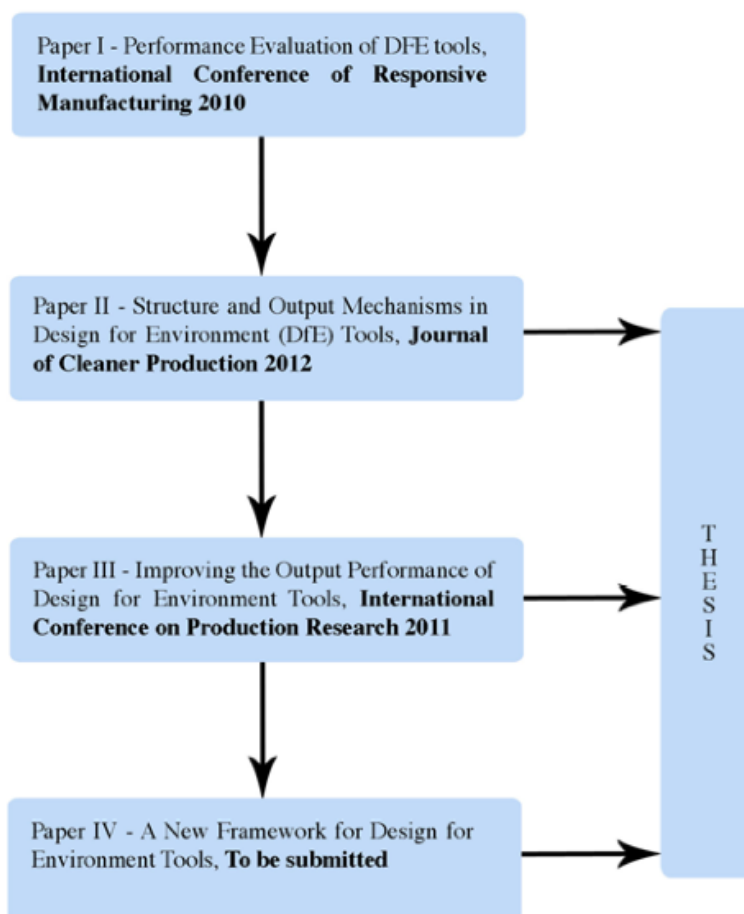 Paper I - Performance Evaluation of DFE tools,
International Conference of Responsive
Manufacturing 2010
Paper II - Structure and Output Mechanisms in
Design for Environment (DfE) Tools, Journal
of Cleaner Production 2012
Paper III - Improving the Output Performance of
Design for Environment Tools, International
Conference on Production Research 2011
Paper IV - A New Framework for Design for
Environment Tools, To be submitted
T
H
E
S
I
S